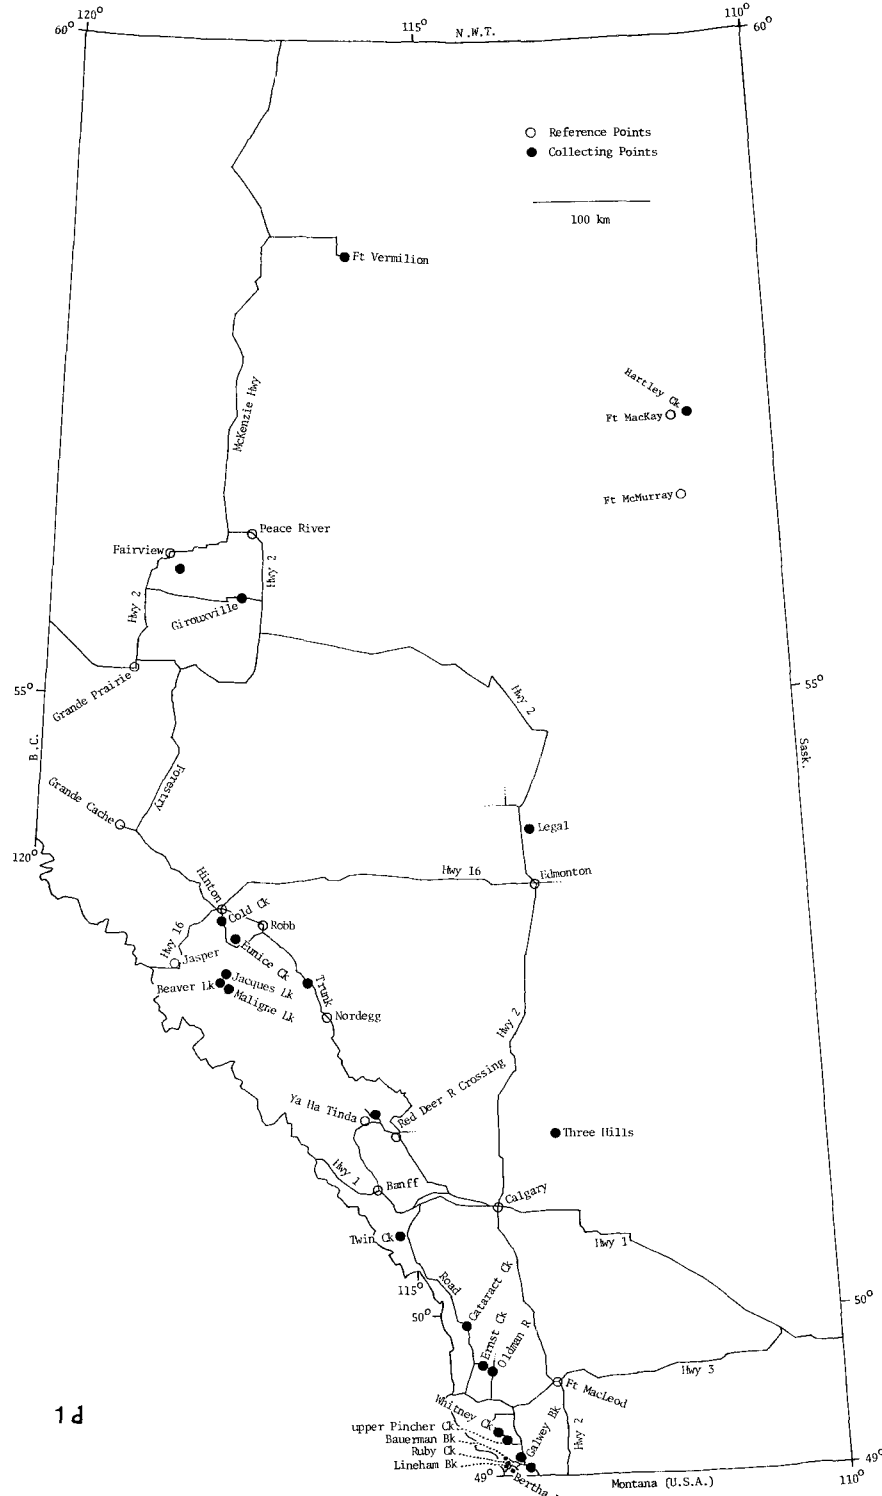 120°
115°
110°
60°
N.W.T.
60°
Reference Points
Collecting Points
100 km
Ft Vermilion
McKenzie Hwy
Hartley Ck
Ft MacKay
Ft McMurray
Peace River
Fairview
Hwy 2
Hwy 2
Girouxville
Grande Prairie
55°
Hwy 2
55°
B.C.
Sask.
Forestry
Grande Cache
120°
Legal
Hwy 16
Edmonton
Hinton
Cold Ck
Hwy 16
Robb
Jasper
Eunice Ck
Jacques Lk
Beaver Lk
Maligne Lk
Trunk
Nordegg
Hwy 2
Ya Ha Tinda
Red Deer R Crossing
Three Hills
Hwy 1
Banff
Calgary
Twin Ck
Hwy 1
Road
115°
Cataract Ck
50°
50°
Ernst Ck
Oldman R
Hwy 3
Ft MacLeod
Whitney Ck
Galwey Bk
Hwy 2
upper Pincher Ck
Bauerman Bk
Ruby Ck
Lineham Bk
49°
Bertha
Montana (U.S.A.)
49°
110°
1d